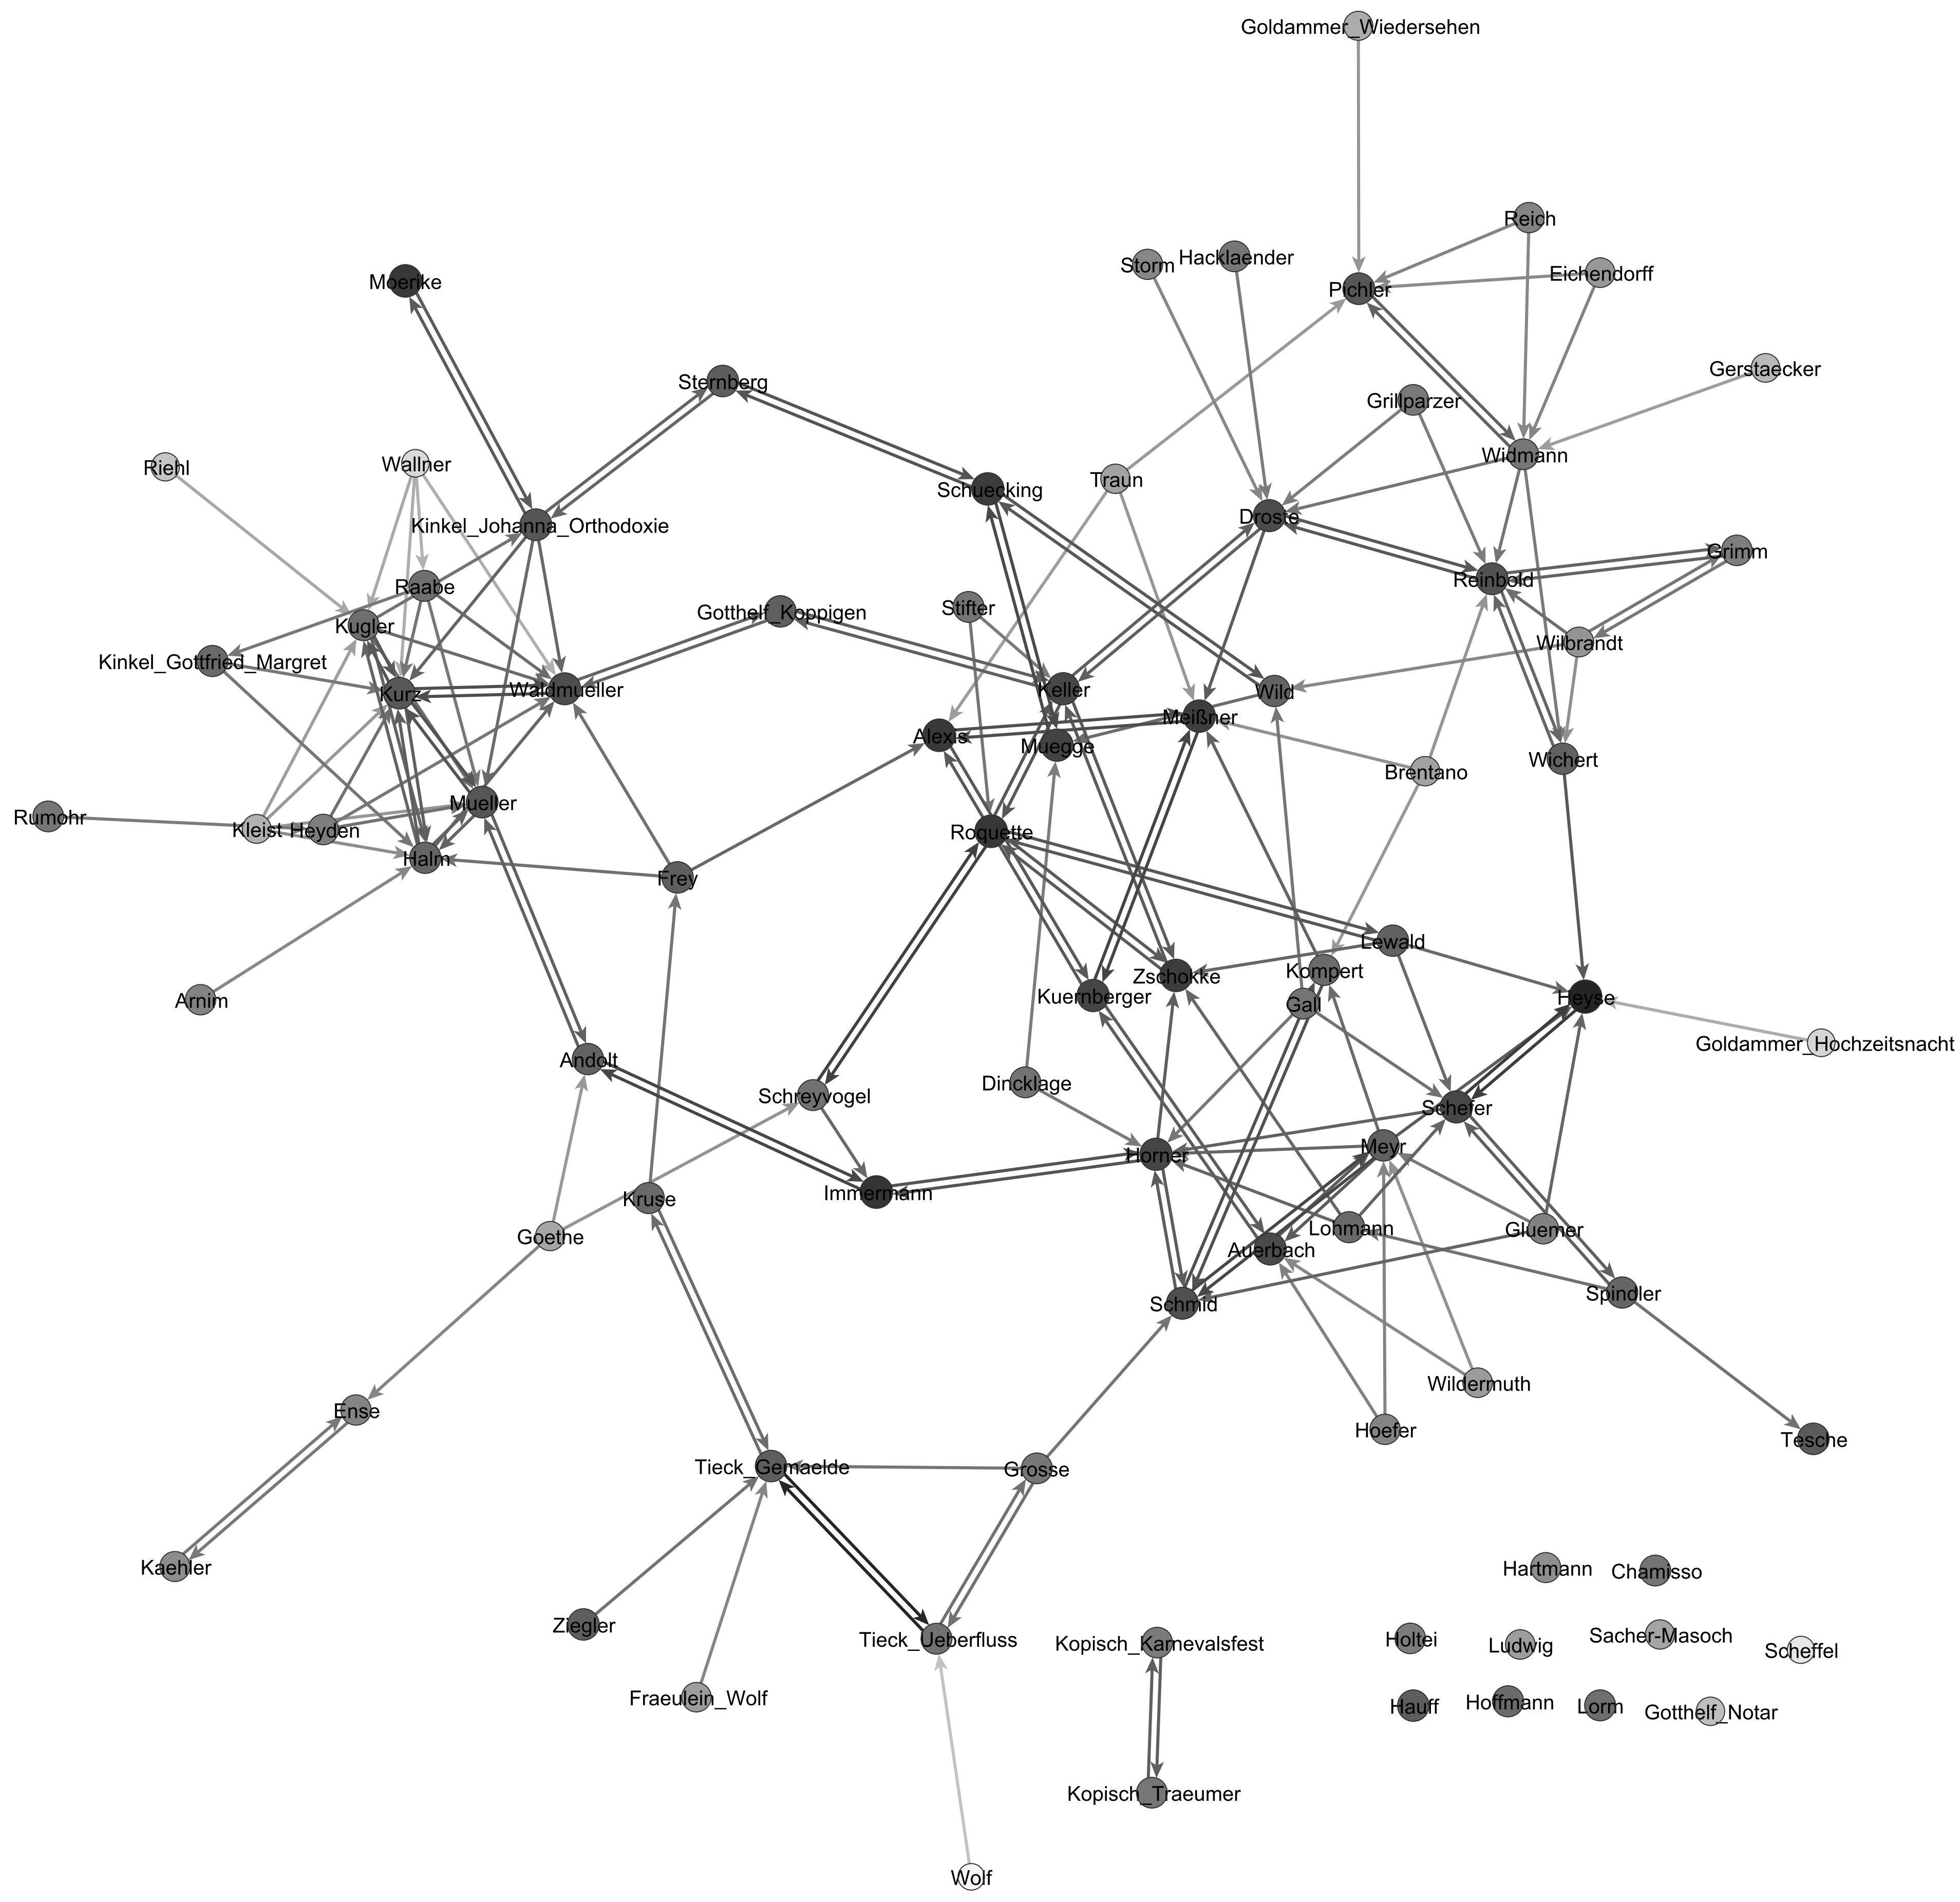 Goldammer_Wiedersehen
Reich
Storm
Hacklaender
Eichendorff
Moerike
Pichler
Gerstaecker
Sternberg
Grillparzer
Widmann
Riehl
Wallner
Traun
Schuecking
Droste
Kinkel_Johanna_Orthodoxie
Grimm
Reinbold
Raabe
Stifter
Gotthelf_Koppigen
Kugler
Wilbrandt
Kinkel_Gottfried_Margret
Kurz
Waldmueller
Keller
Wild
Meißner
Alexis
Muegge
Wichert
Brentano
Mueller
Rumohr
Kleist
Heyden
Roquette
Halm
Frey
Lewald
Kompert
Zschokke
Kuernberger
Heyse
Arnim
Gall
Goldammer_Hochzeitsnacht
Andolt
Dincklage
Schreyvogel
Schefer
Meyr
Horner
Immermann
Kruse
Lohmann
Gluemer
Goethe
Auerbach
Spindler
Schmid
Wildermuth
Ense
Hoefer
Tesche
Tieck_Gemaelde
Grosse
Kaehler
Hartmann
Chamisso
Ziegler
Tieck_Ueberfluss
Kopisch_Karnevalsfest
Holtei
Ludwig
Sacher-Masoch
Scheffel
Fraeulein_Wolf
Hauff
Hoffmann
Lorm
Gotthelf_Notar
Kopisch_Traeumer
Wolf